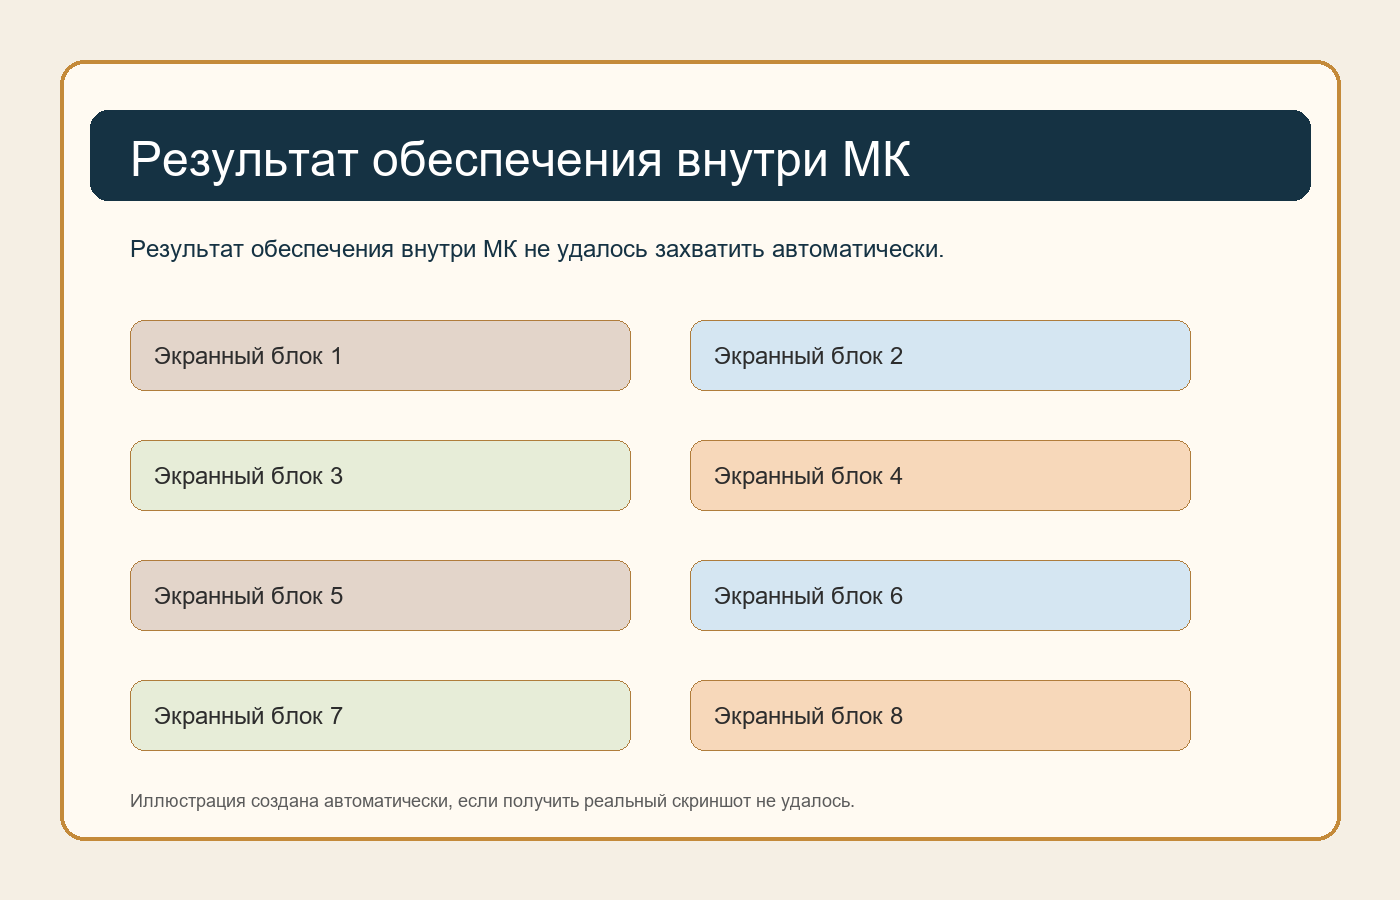 Результат обеспечения внутри МК
Результат обеспечения внутри МК не удалось захватить автоматически.
Экранный блок 1
Экранный блок 2
Экранный блок 3
Экранный блок 4
Экранный блок 5
Экранный блок 6
Экранный блок 7
Экранный блок 8
Иллюстрация создана автоматически, если получить реальный скриншот не удалось.